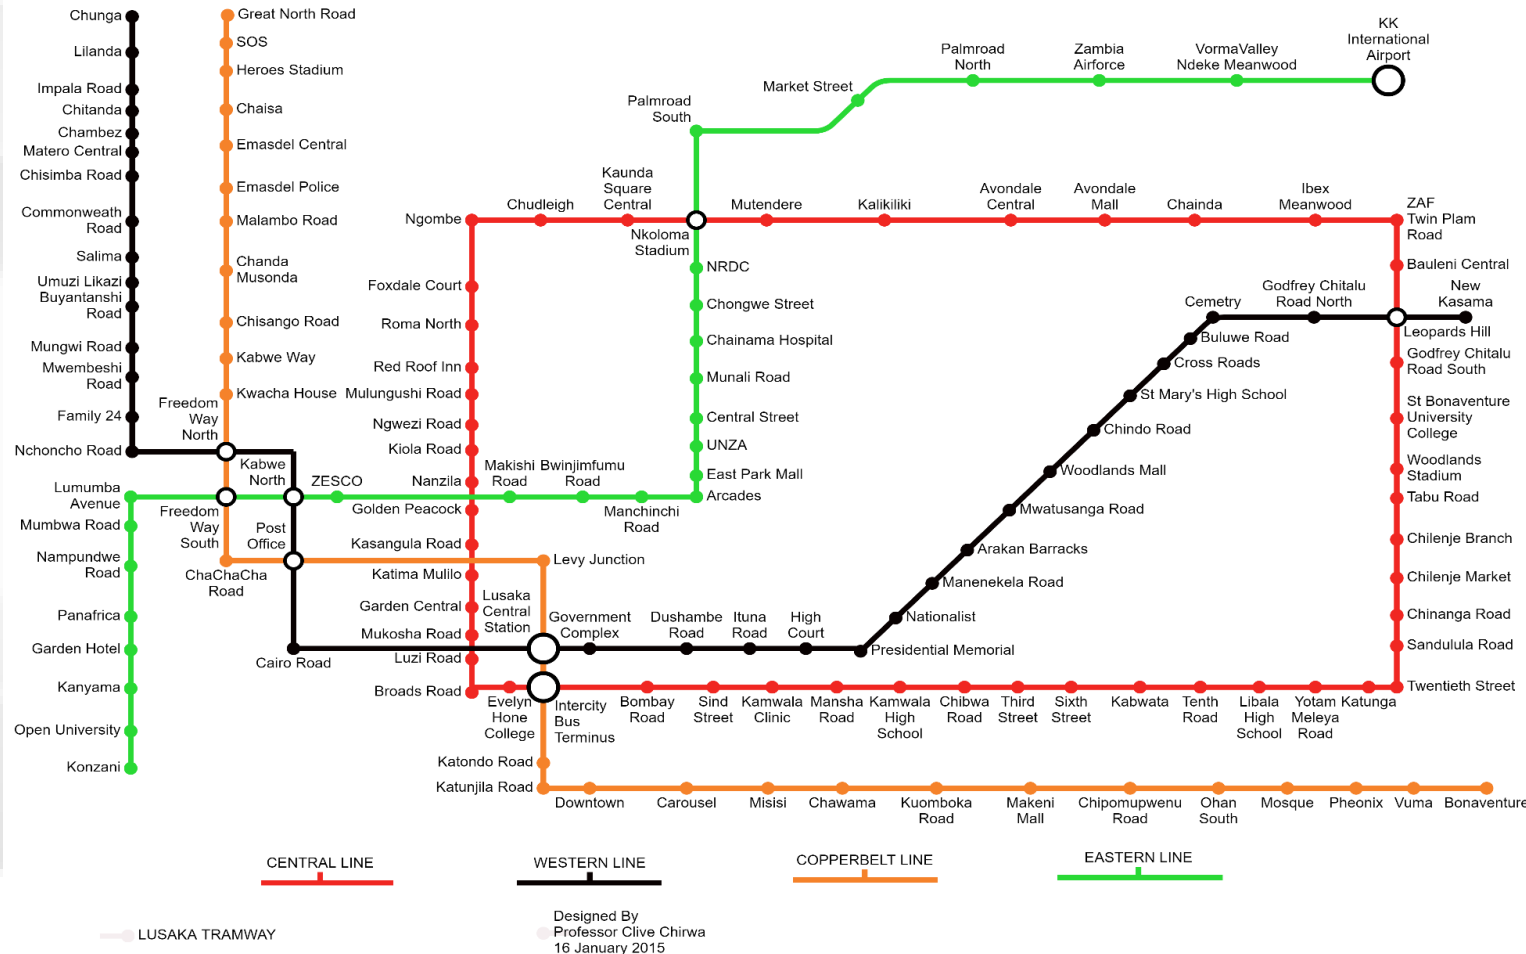 Chunga
Lilanda
Impala Road
Chitanda
Chambez
Matero Central
Chisimba Road
Commonweath
Road
Salima
Umuzi Likazi
Buyantanshi
Road
Mungwi Road
Mwembeshi
Road
Family 24
Nchoncho Road
Lumumba
Avenue
Mumbwa Road
Nampundwe
Road
Panafrica
Garden Hotel
Kanyama
Open University
Konzani
Great North Road
SOS
Heroes Stadium
Chaisa
Emasdel Central
Emasdel Police
Malambo Road
Chanda
Musonda
Chisango Road
Kabwe Way
Kwacha House
Freedom
Way
North
Kabwe
North
ZESCO
Freedom
Way
South
Post
Office
ChaChaCha
Road
Cairo Road
Ngombe
Foxdale Court
Roma North
Red Roof Inn
Mulungushi Road
Ngwezi Road
Kiola Road
Nanzila
Golden Peacock
Kasangula Road
Katima Mulilo
Garden Central
Mukosha Road
Luzi Road
Broads Road
Chudleigh
Kaunda
Square
Central
Nkoloma
Stadium
Mutendere
Kalikiliki
Avondale
Central
Avondale
Mall
Chainda
Ibex
Meanwood
ZAF
Twin Plam
Road
Palmroad
South
Market Street
Palmroad
North
Zambia
Airforce
VormaValley
Ndeke Meanwood
KK
International
Airport
NRDC
Chongwe Street
Chainama Hospital
Munali Road
Central Street
UNZA
East Park Mall
Arcades
Makishi
Road
Bwinjimfumu
Road
Manchinchi
Road
Levy Junction
Lusaka
Central
Station
Government
Complex
Dushambe
Road
Ituna
Road
High
Court
Presidential Memorial
Nationalist
Manenekela Road
Arakan Barracks
Mwatusanga Road
Woodlands Mall
Chindo Road
St Mary's High School
Cross Roads
Buluwe Road
Cemetry
Godfrey Chitalu
Road North
New
Kasama
Bauleni Central
Leopards Hill
Godfrey Chitalu
Road South
St Bonaventure
University
College
Woodlands
Stadium
Tabu Road
Chilenje Branch
Chilenje Market
Chinanga Road
Sandulula Road
Twentieth Street
Evelyn
Hone
College
Intercity
Bus
Terminus
Bombay
Road
Sind
Street
Kamwala
Clinic
Mansha
Road
Kamwala
High
School
Chibwa
Road
Third
Street
Sixth
Street
Kabwata
Tenth
Road
Libala
High
School
Yotam
Meleya
Road
Katunga
Katondo Road
Katunjila Road
Downtown
Carousel
Misisi
Chawama
Kuomboka
Road
Makeni
Mall
Chipomupwenu
Road
Ohan
South
Mosque
Pheonix
Vuma
Bonaventure
CENTRAL LINE
WESTERN LINE
COPPERBELT LINE
EASTERN LINE
LUSAKA TRAMWAY
Designed By
Professor Clive Chirwa
16 January 2015